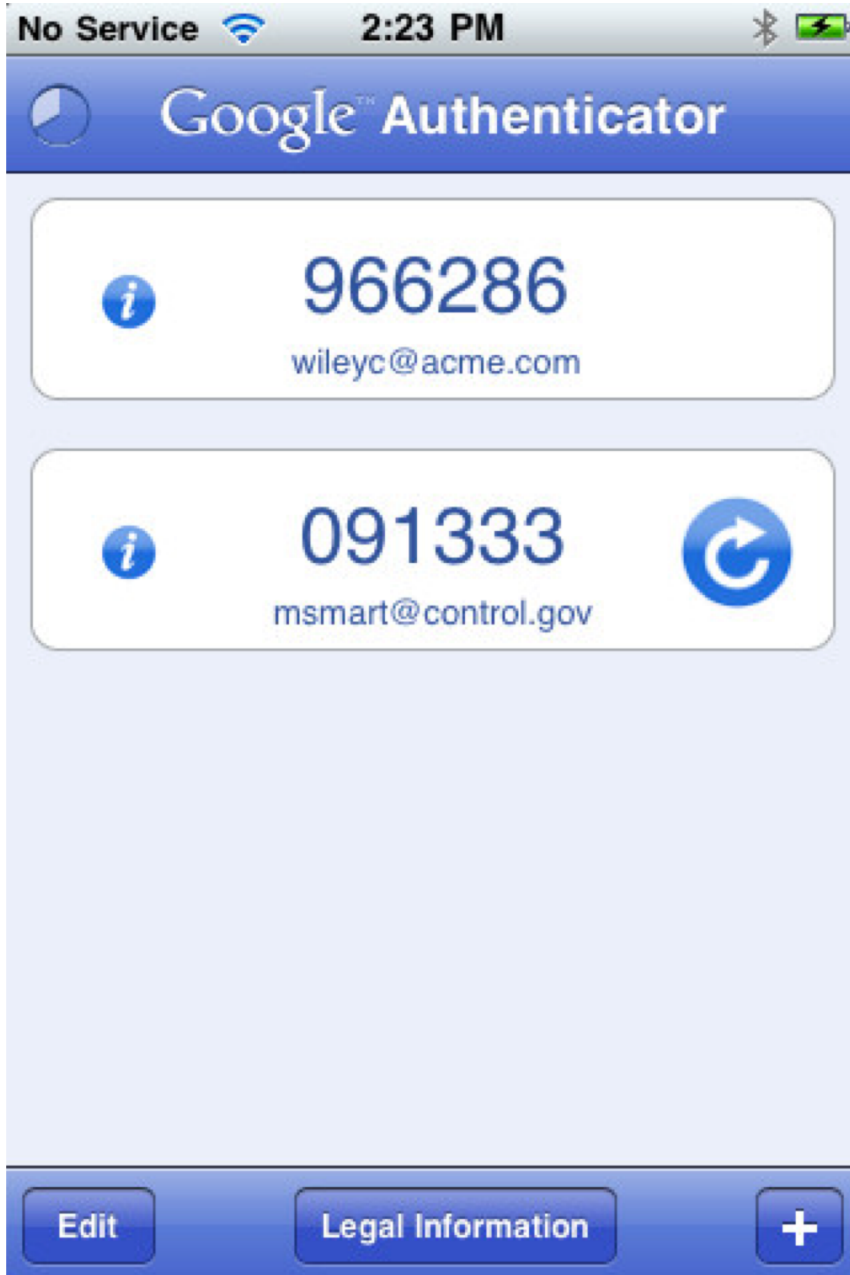 No Service 2:23 PM
Google™ Authenticator
966286
wileyc@acme.com
091333
msmart@control.gov
Edit Legal Information +